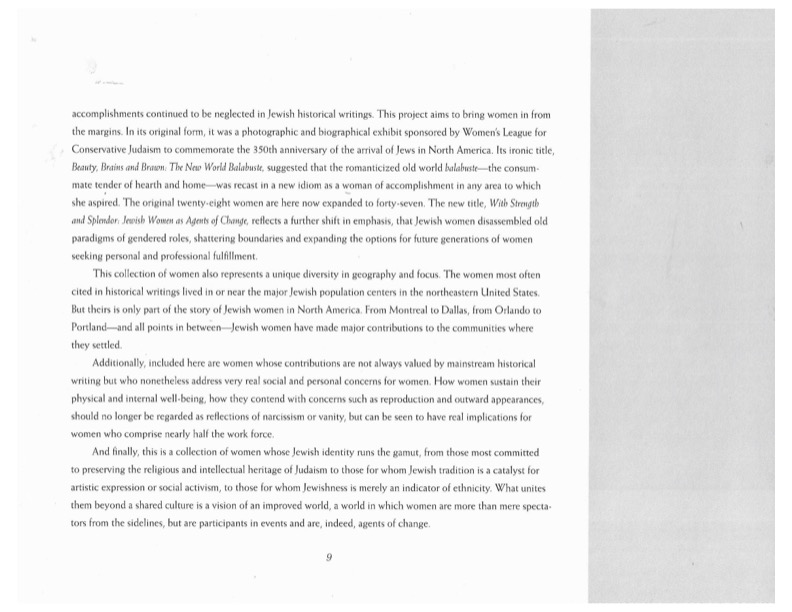 accomplishments continued to be neglected in Jewish historical writings. This project aims to bring women in from
the margins. In its original form, it was a photographic and biographical exhibit sponsored by Women's League for
Conservative Judaism to commemorate the 350th anniversary of the arrival of Jews in North America. Its ironic title,
Beauty, Brains and Brawn: The New World Balabuste, suggested that the romanticized old world balabuste—the consum-
mate tender of hearth and home—was recast in a new idiom as a woman of accomplishment in any area to which
she aspired. The original twenty-eight women are here now expanded to forty-seven. The new title, With Strength
and Splendor: Jewish Women as Agents of Change, reflects a further shift in emphasis, that Jewish women disassembled old
paradigms of gendered roles, shattering boundaries and expanding the options for future generations of women
seeking personal and professional fulfillment.
This collection of women also represents a unique diversity in geography and focus. The women most often
cited in historical writings lived in or near the major Jewish population centers in the northeastern United States.
But theirs is only part of the story of Jewish women in North America. From Montreal to Dallas, from Orlando to
Portland—and all points in between—Jewish women have made major contributions to the communities where
they settled.
Additionally, included here are women whose contributions are not always valued by mainstream historical
writing but who nonetheless address very real social and personal concerns for women. How women sustain their
physical and internal well-being, how they contend with concerns such as reproduction and outward appearances,
should no longer be regarded as reflections of narcissism or vanity, but can be seen to have real implications for
women who comprise nearly half the work force.
And finally, this is a collection of women whose Jewish identity runs the gamut, from those most committed
to preserving the religious and intellectual heritage of Judaism to those for whom Jewish tradition is a catalyst for
artistic expression or social activism, to those for whom Jewishness is merely an indicator of ethnicity. What unites
them beyond a shared culture is a vision of an improved world, a world in which women are more than mere specta-
tors from the sidelines, but are participants in events and are, indeed, agents of change.
9